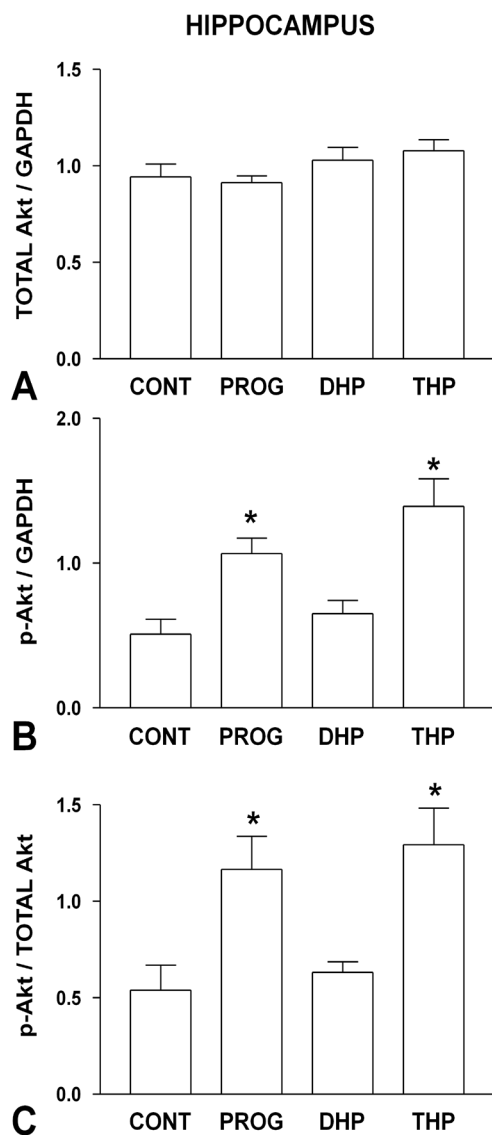 HIPPOCAMPUS
TOTAL Akt / GAPDH
1.5
1.0
0.5
0.0
CONT PROG DHP THP
A
p-Akt / GAPDH
2.0
* *
1.0
0.0
CONT PROG DHP THP
B
p-Akt / TOTAL Akt
1.5
* *
1.0
0.5
0.0
CONT PROG DHP THP
C